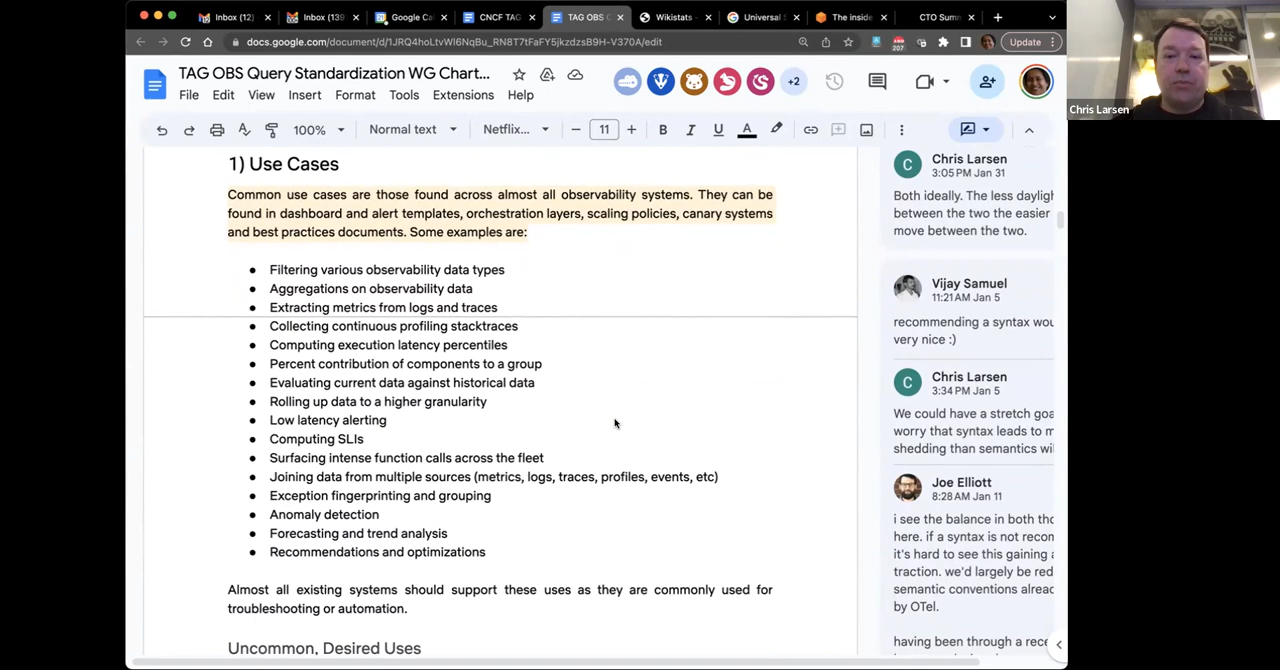 Inbox (12)
Inbox (139
Google Cal
CNCF TAG
TAG OBS C
Wikistats -
Universal S
The inside
CTO Sum
docs.google.com/document/d/1JRQ4hoLtvWl6NqBu_RN8T7tFaFY5jkzdzsB9H-V370A/edit
207
Update
TAG OBS Query Standardization WG Chart...
+2
File Edit View Insert Format Tools Extensions Help
100% Normal text Netflix... 11 B I U A
1) Use Cases
Common use cases are those found across almost all observability systems. They can be
found in dashboard and alert templates, orchestration layers, scaling policies, canary systems
and best practices documents. Some examples are:
● Filtering various observability data types
● Aggregations on observability data
● Extracting metrics from logs and traces
● Collecting continuous profiling stacktraces
● Computing execution latency percentiles
● Percent contribution of components to a group
● Evaluating current data against historical data
● Rolling up data to a higher granularity
● Low latency alerting
● Computing SLIs
● Surfacing intense function calls across the fleet
● Joining data from multiple sources (metrics, logs, traces, profiles, events, etc)
● Exception fingerprinting and grouping
● Anomaly detection
● Forecasting and trend analysis
● Recommendations and optimizations
Almost all existing systems should support these uses as they are commonly used for
troubleshooting or automation.
Uncommon, Desired Uses
C
Chris Larsen
3:05 PM Jan 31
Both ideally. The less dayligh
between the two the easier
move between the two.
Vijay Samuel
11:21 AM Jan 5
recommending a syntax wou
very nice :)
C
Chris Larsen
3:34 PM Jan 5
We could have a stretch goa
worry that syntax leads to m
shedding than semantics wil
Joe Elliott
8:28 AM Jan 11
i see the balance in both tho
here. if a syntax is not recom
it's hard to see this gaining a
traction. we'd largely be red
semantic conventions alread
by OTel.
having been through a rece
Chris Larsen